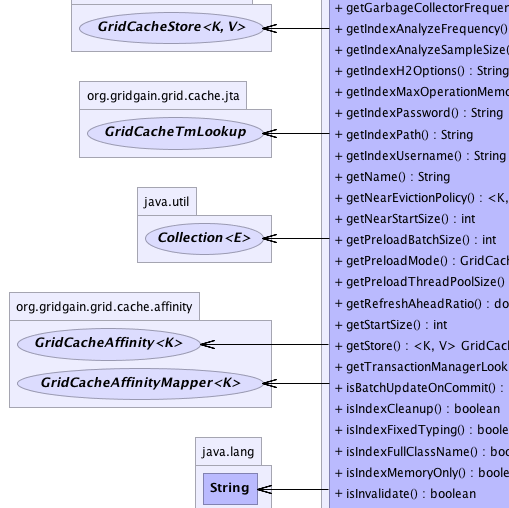 GridCacheStore<K, V>
org.gridgain.grid.cache.jta
GridCacheTmLookup
java.util
Collection<E>
org.gridgain.grid.cache.affinity
GridCacheAffinity<K>
GridCacheAffinityMapper<K>
java.lang
String
+ getGarbageCollectorFrequen
+ getIndexAnalyzeFrequency()
+ getIndexAnalyzeSampleSize(
+ getIndexH2Options() : String
+ getIndexMaxOperationMemo
+ getIndexPassword() : String
+ getIndexPath() : String
+ getIndexUsername() : String
+ getName() : String
+ getNearEvictionPolicy() : <K,
+ getNearStartSize() : int
+ getPreloadBatchSize() : int
+ getPreloadMode() : GridCach
+ getPreloadThreadPoolSize()
+ getRefreshAheadRatio() : do
+ getStartSize() : int
+ getStore() : <K, V> GridCach
+ getTransactionManagerLook
+ isBatchUpdateOnCommit() :
+ isIndexCleanup() : boolean
+ isIndexFixedTyping() : boole
+ isIndexFullClassName() : boo
+ isIndexMemoryOnly() : boole
+ isInvalidate() : boolean